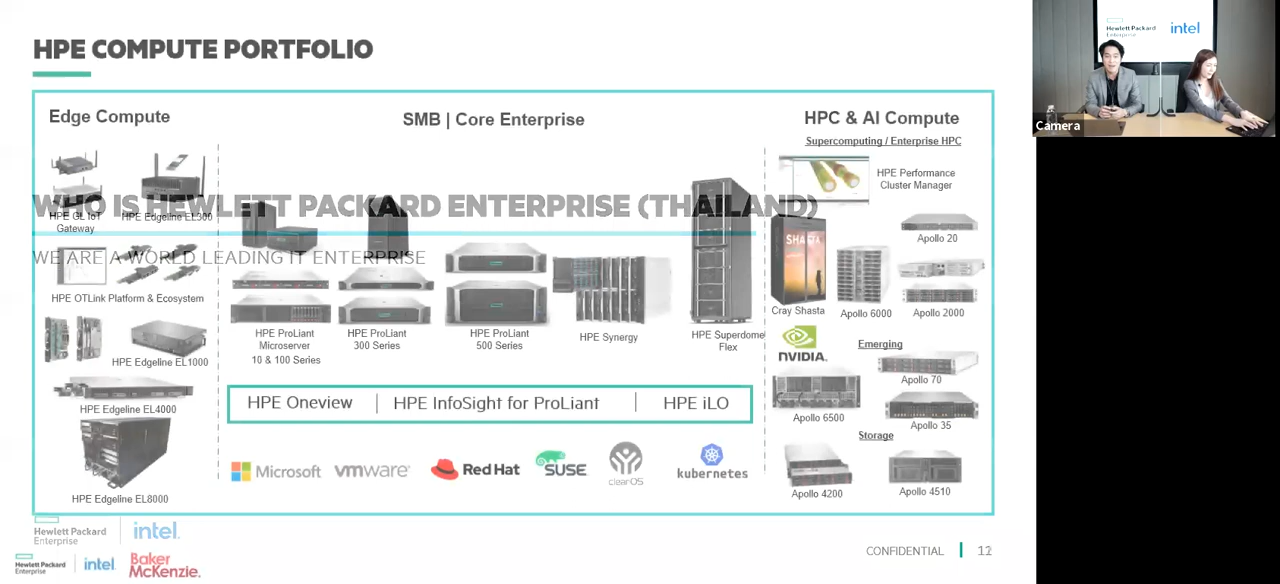 HPE COMPUTE PORTFOLIO
Edge Compute
SMB | Core Enterprise
HPC & AI Compute
Supercomputing / Enterprise HPC
HPE Performance
Cluster Manager
WHO IS HEWLETT PACKARD ENTERPRISE (THAILAND)
WE ARE A WORLD LEADING IT ENTERPRISE
HPE GL IoT
Gateway
HPE Edgeline EL300
HPE OTLink Platform & Ecosystem
HPE Edgeline EL1000
HPE Edgeline EL4000
HPE Edgeline EL8000
HPE ProLiant
Microserver
10 & 100 Series
HPE ProLiant
300 Series
HPE ProLiant
500 Series
HPE Synergy
HPE Superdome
Flex
SHASTA
Cray Shasta
Apollo 6000
Apollo 20
Apollo 2000
NVIDIA.
Emerging
Apollo 70
Apollo 6500
Apollo 35
Storage
Apollo 4200
Apollo 4510
HPE Oneview | HPE InfoSight for ProLiant | HPE iLO
Microsoft
vmware
Red Hat
SUSE
clearOS
kubernetes
Hewlett Packard
Enterprise
intel.
Hewlett Packard
Enterprise
intel.
Baker
McKenzie.
CONFIDENTIAL
Hewlett Packard
Enterprise
intel
Camera